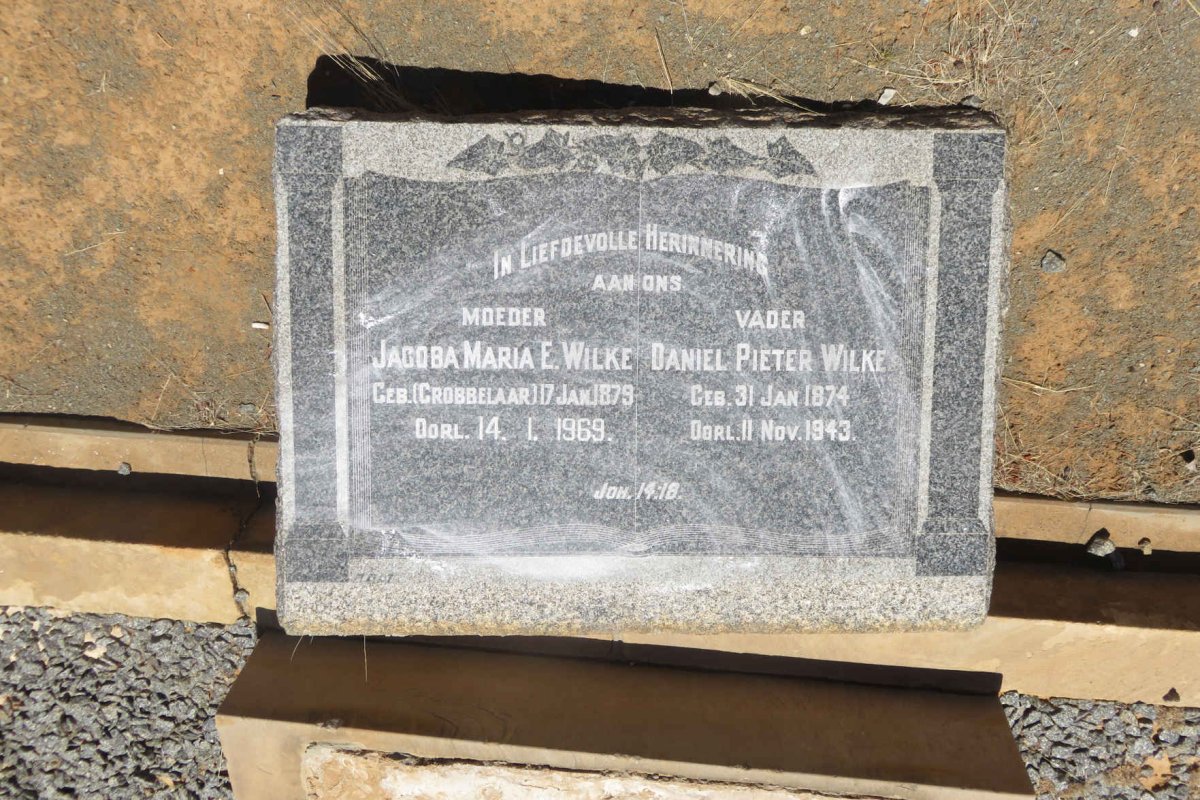 IN LIEFDEVOLLE HERINNERING
AAN ONS
MOEDER
JACOBA MARIA E. WILKE
GEB. (GROBBELAAR) 17 JAN. 1879
OORL. 14. 1. 1969.
VADER
DANIEL PIETER WILKE
GEB. 31 JAN 1874
OORL. 11 NOV. 1943.
JOH. 14.18.